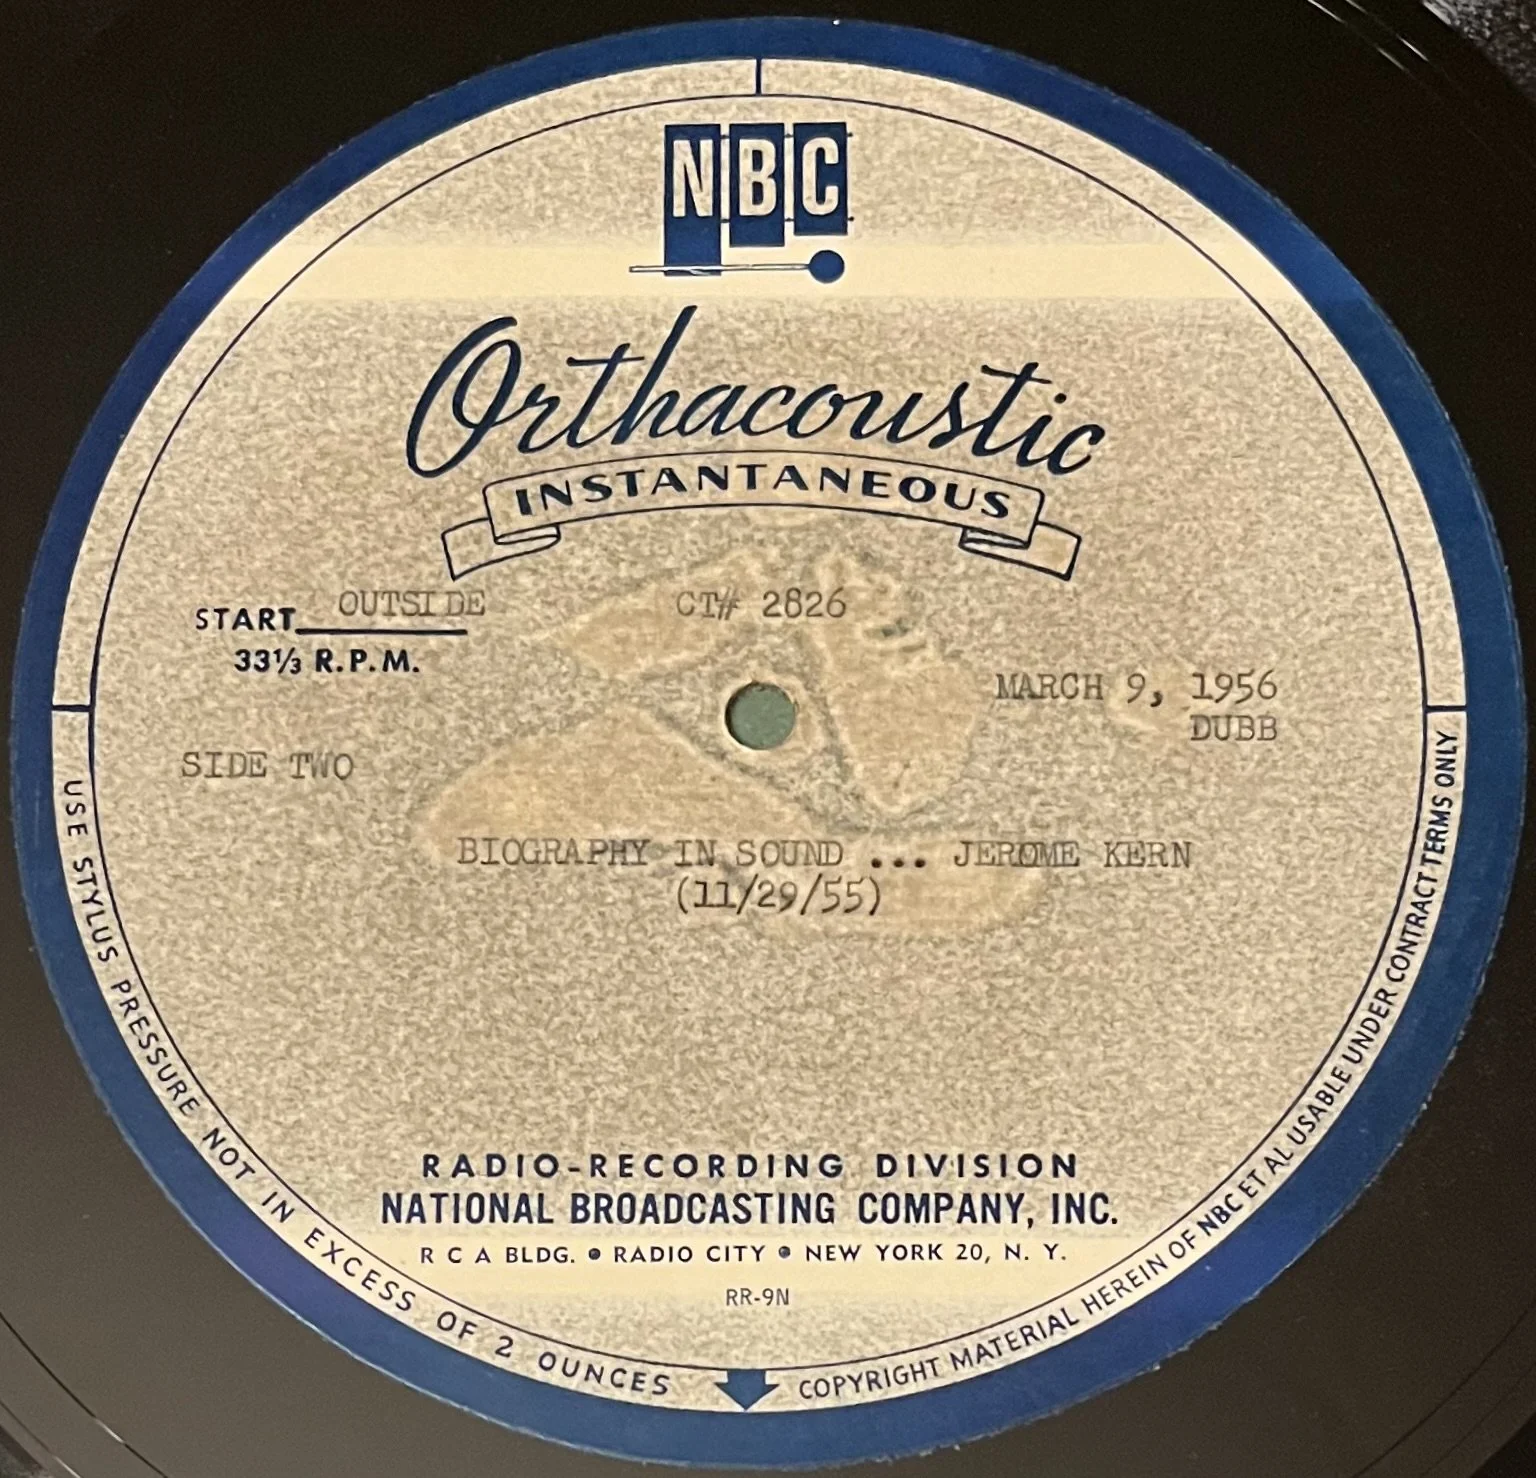 NBC
Orthacoustic
INSTANTANEOUS
START OUTSIDE CT# 2826
33⅓ R.P.M.
MARCH 9, 1956
DUBB
SIDE TWO
BIOGRAPHY IN SOUND ... JEROME KERN
(11/29/55)
RADIO-RECORDING DIVISION
NATIONAL BROADCASTING COMPANY, INC.
R C A BLDG. • RADIO CITY • NEW YORK 20, N. Y.
RR-9N
USE STYLUS PRESSURE NOT IN EXCESS OF 2 OUNCES
COPYRIGHT MATERIAL HEREIN OF NBC ET AL USABLE UNDER CONTRACT TERMS ONLY